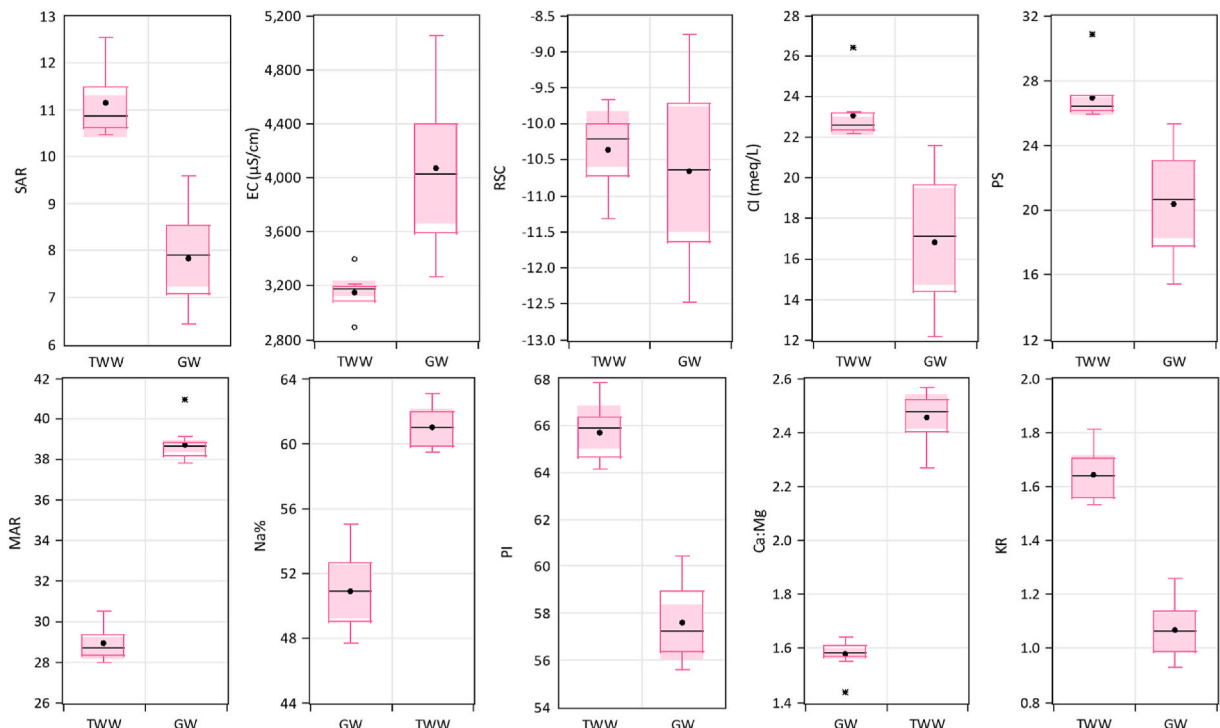 SAR
13
12
11
10
9
8
7
6
TWW
GW
EC (µS/cm)
5,200
4,800
4,400
4,000
3,600
3,200
2,800
TWW
GW
RSC
-8.5
-9.0
-9.5
-10.0
-10.5
-11.0
-11.5
-12.0
-12.5
-13.0
TWW
GW
Cl (meq/L)
28
26
24
22
20
18
16
14
12
TWW
GW
PS
32
28
24
20
16
12
TWW
GW
MAR
42
40
38
36
34
32
30
28
26
TWW
GW
Na%
64
60
56
51
48
44
GW
TWW
PI
68
66
64
62
60
58
56
54
TWW
GW
Ca:Mg
2.6
2.4
2.2
2.0
1.8
1.6
1.4
GW
TWW
KR
2.0
1.8
1.6
1.4
1.2
1.0
0.8
TWW
GW